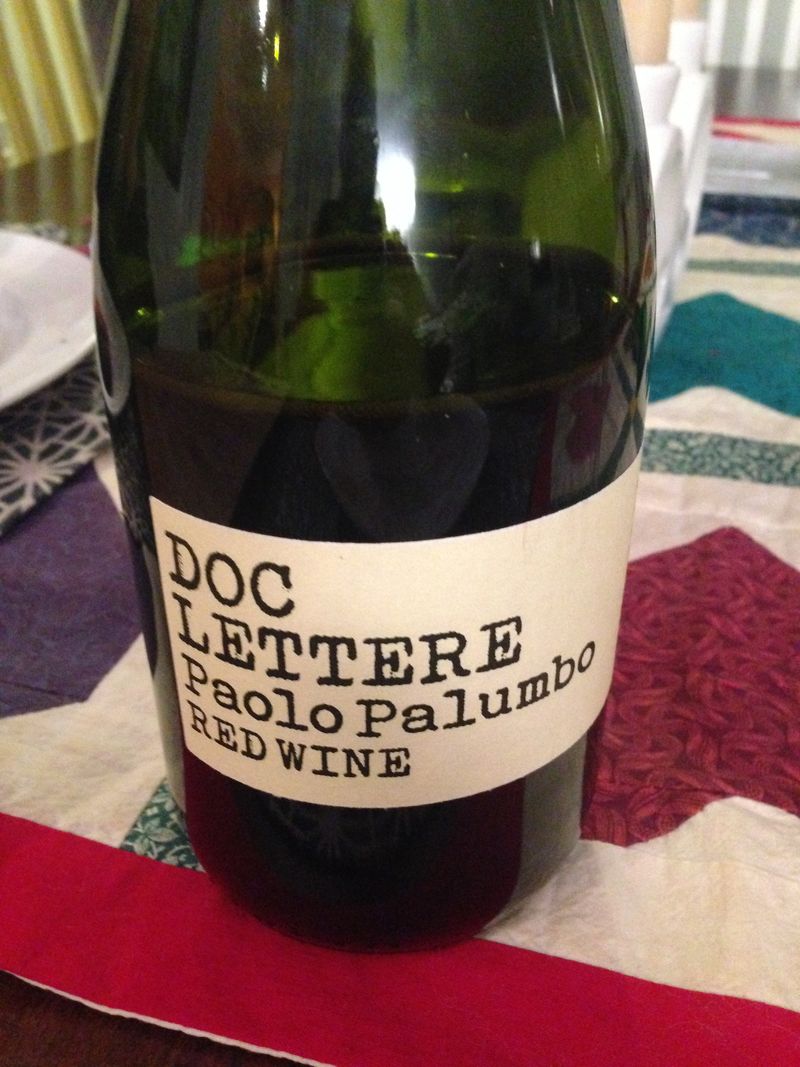 DOC
LETTERE
Paolo Palumbo
RED WINE